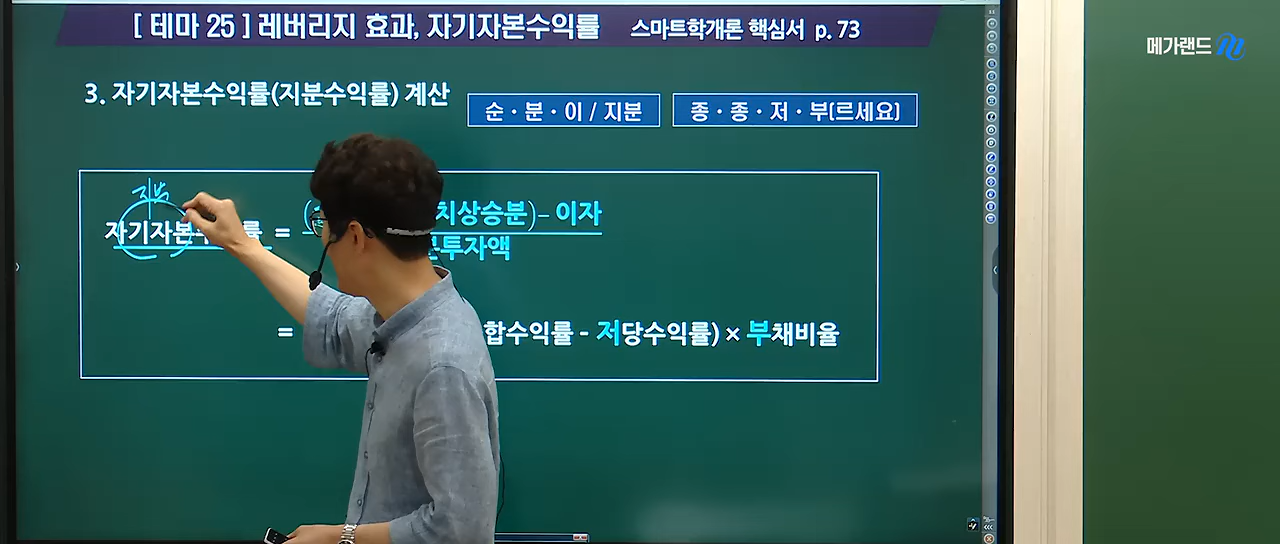 [ 테마 25 ] 레버리지 효과, 자기자본수익률 스마트학개론 핵심서 p. 73
메가랜드
3. 자기자본수익률(지분수익률) 계산
순 · 분 · 이 / 지분
종 · 종 · 저 · 부(르세요)
지분
자기자본 률 = ( 치상승분) - 이자
투자액
= 합수익률 - 저당수익률) × 부채비율